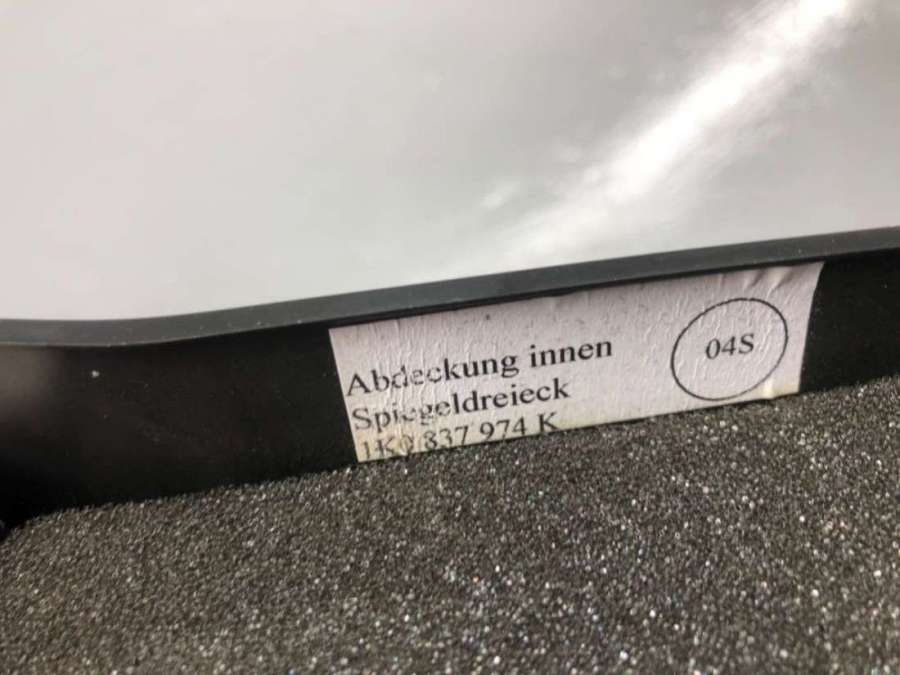 Abdeckung innen
Spiegeldreieck
1K0 837 974 K
04S